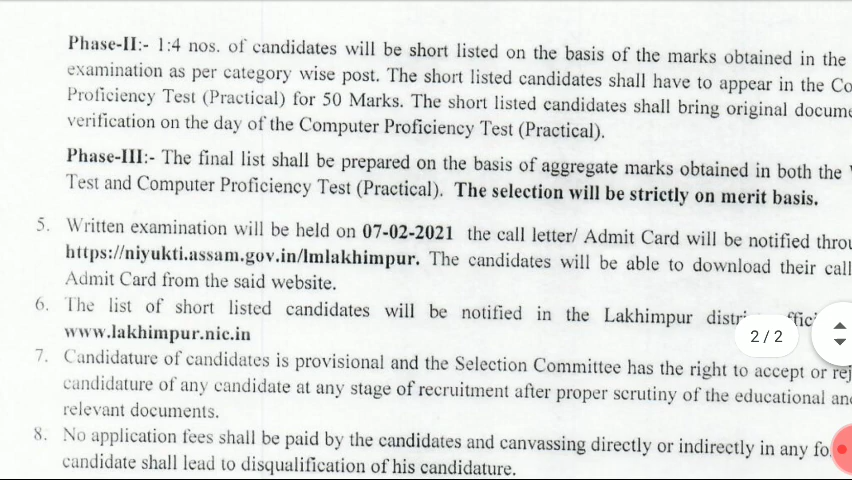 Phase-II:- 1:4 nos. of candidates will be short listed on the basis of the marks obtained in the
examination as per category wise post. The short listed candidates shall have to appear in the Co
Proficiency Test (Practical) for 50 Marks. The short listed candidates shall bring original docume
verification on the day of the Computer Proficiency Test (Practical).
Phase-III:- The final list shall be prepared on the basis of aggregate marks obtained in both the
Test and Computer Proficiency Test (Practical). The selection will be strictly on merit basis.
5. Written examination will be held on 07-02-2021 the call letter/ Admit Card will be notified throu
https://niyukti.assam.gov.in/lmlakhimpur. The candidates will be able to download their call
Admit Card from the said website.
6. The list of short listed candidates will be notified in the Lakhimpur
www.lakhimpur.nic.in
2/2
7. Candidature of candidates is provisional and the Selection Committee has the right to accept or rej
candidature of any candidate at any stage of recruitment after proper scrutiny of the educational an
relevant documents.
8. No application fees shall be paid by the candidates and canvassing directly or indirectly in any fo
candidate shall lead to disqualification of his candidature.